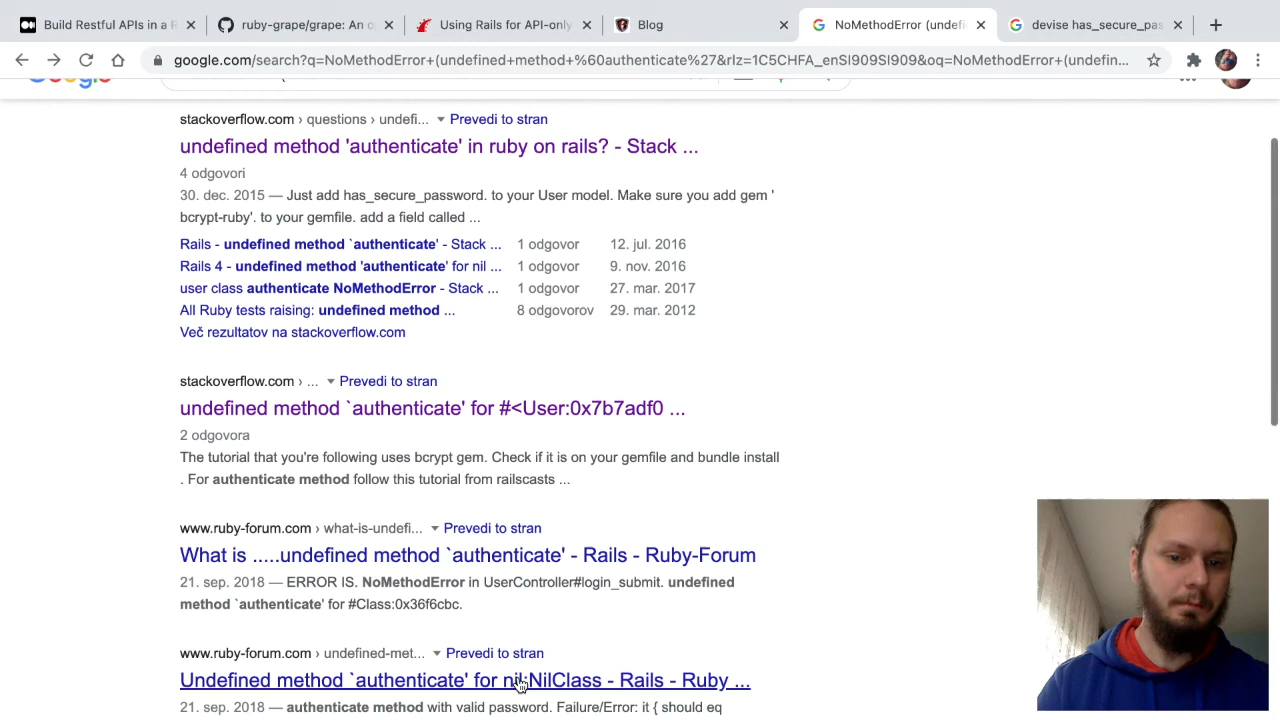 Build Restful APIs in a R
ruby-grape/grape: An o
Using Rails for API-only
Blog
NoMethodError (undefi
devise has_secure_pas
google.com/search?q=NoMethodError+(undefined+method+%60authenticate%27&rlz=1C5CHFA_enSI909SI909&oq=NoMethodError+(undefin...
stackoverflow.com › questions › undefi... Prevedi to stran
undefined method 'authenticate' in ruby on rails? - Stack ...
4 odgovori
30. dec. 2015 — Just add has_secure_password. to your User model. Make sure you add gem '
bcrypt-ruby'. to your gemfile. add a field called ...
Rails - undefined method `authenticate' - Stack ... 1 odgovor 12. jul. 2016
Rails 4 - undefined method 'authenticate' for nil ... 1 odgovor 9. nov. 2016
user class authenticate NoMethodError - Stack ... 1 odgovor 27. mar. 2017
All Ruby tests raising: undefined method ... 8 odgovorov 29. mar. 2012
Več rezultatov na stackoverflow.com
stackoverflow.com › ... Prevedi to stran
undefined method `authenticate' for #<User:0x7b7adf0 ...
2 odgovora
The tutorial that you're following uses bcrypt gem. Check if it is on your gemfile and bundle install
. For authenticate method follow this tutorial from railscasts ...
www.ruby-forum.com › what-is-undefi... Prevedi to stran
What is .....undefined method `authenticate' - Rails - Ruby-Forum
21. sep. 2018 — ERROR IS. NoMethodError in UserController#login_submit. undefined
method `authenticate' for #Class:0x36f6cbc.
www.ruby-forum.com › undefined-met... Prevedi to stran
Undefined method `authenticate' for nil:NilClass - Rails - Ruby ...
21. sep. 2018 — authenticate method with valid password. Failure/Error: it { should eq